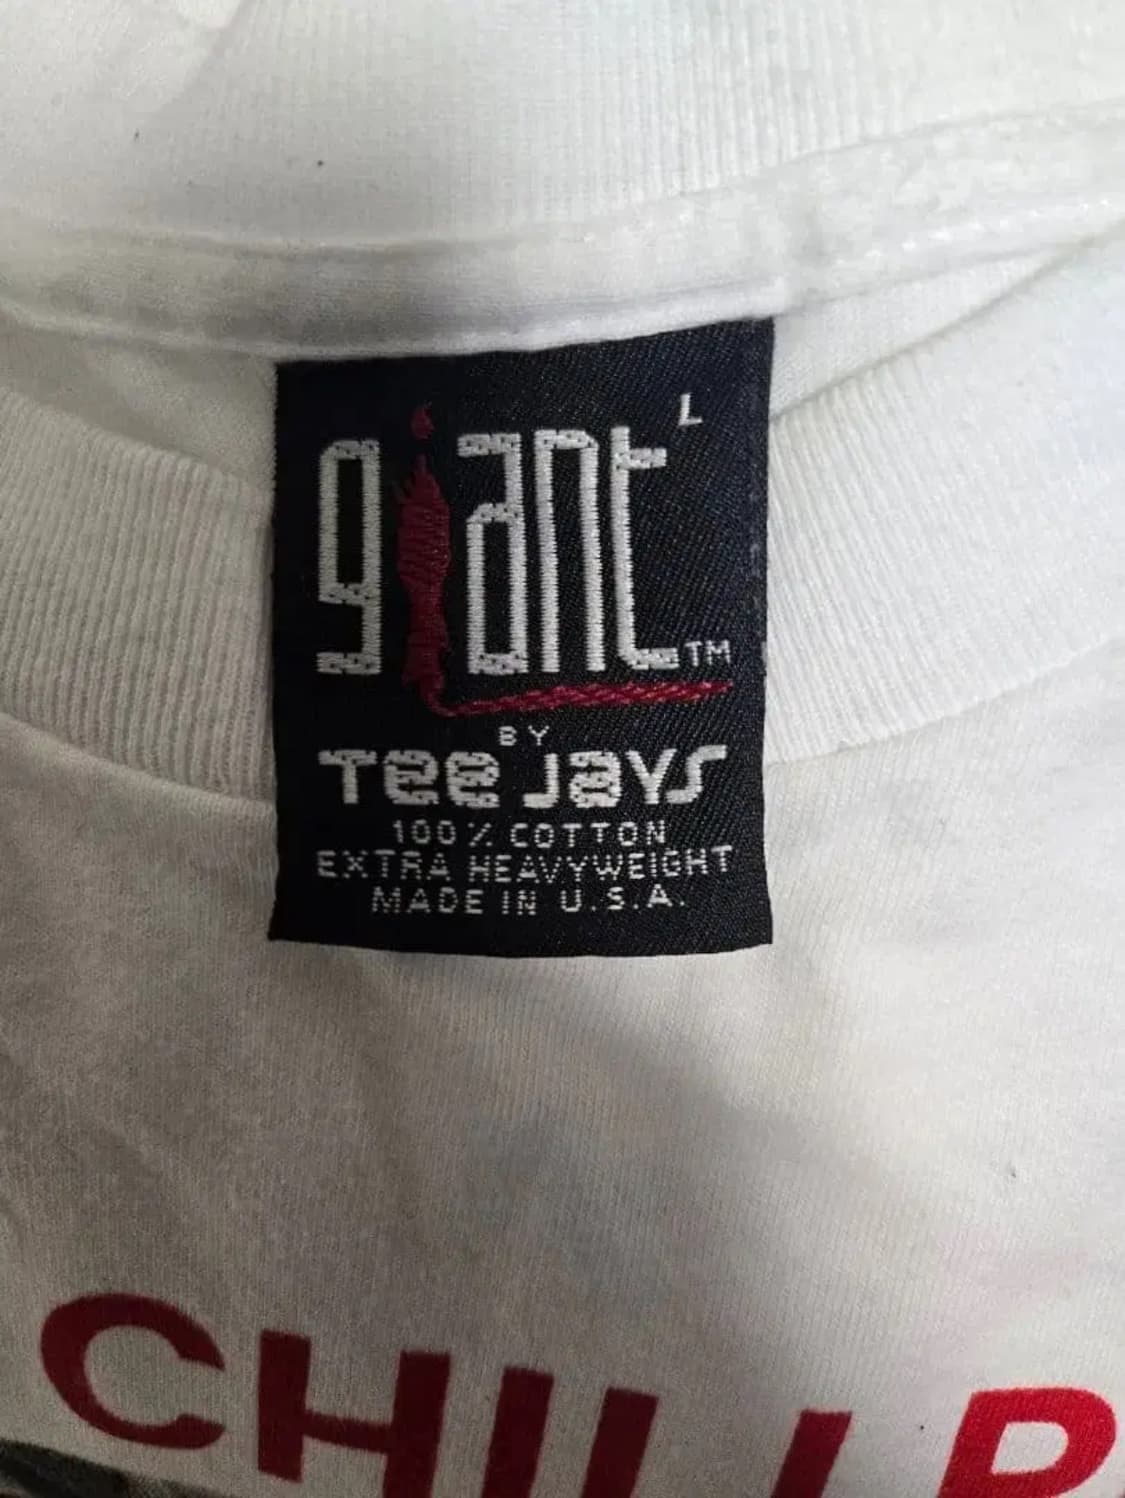 giant L
TM
BY
Tee Jays
100% COTTON
EXTRA HEAVYWEIGHT
MADE IN U.S.A.